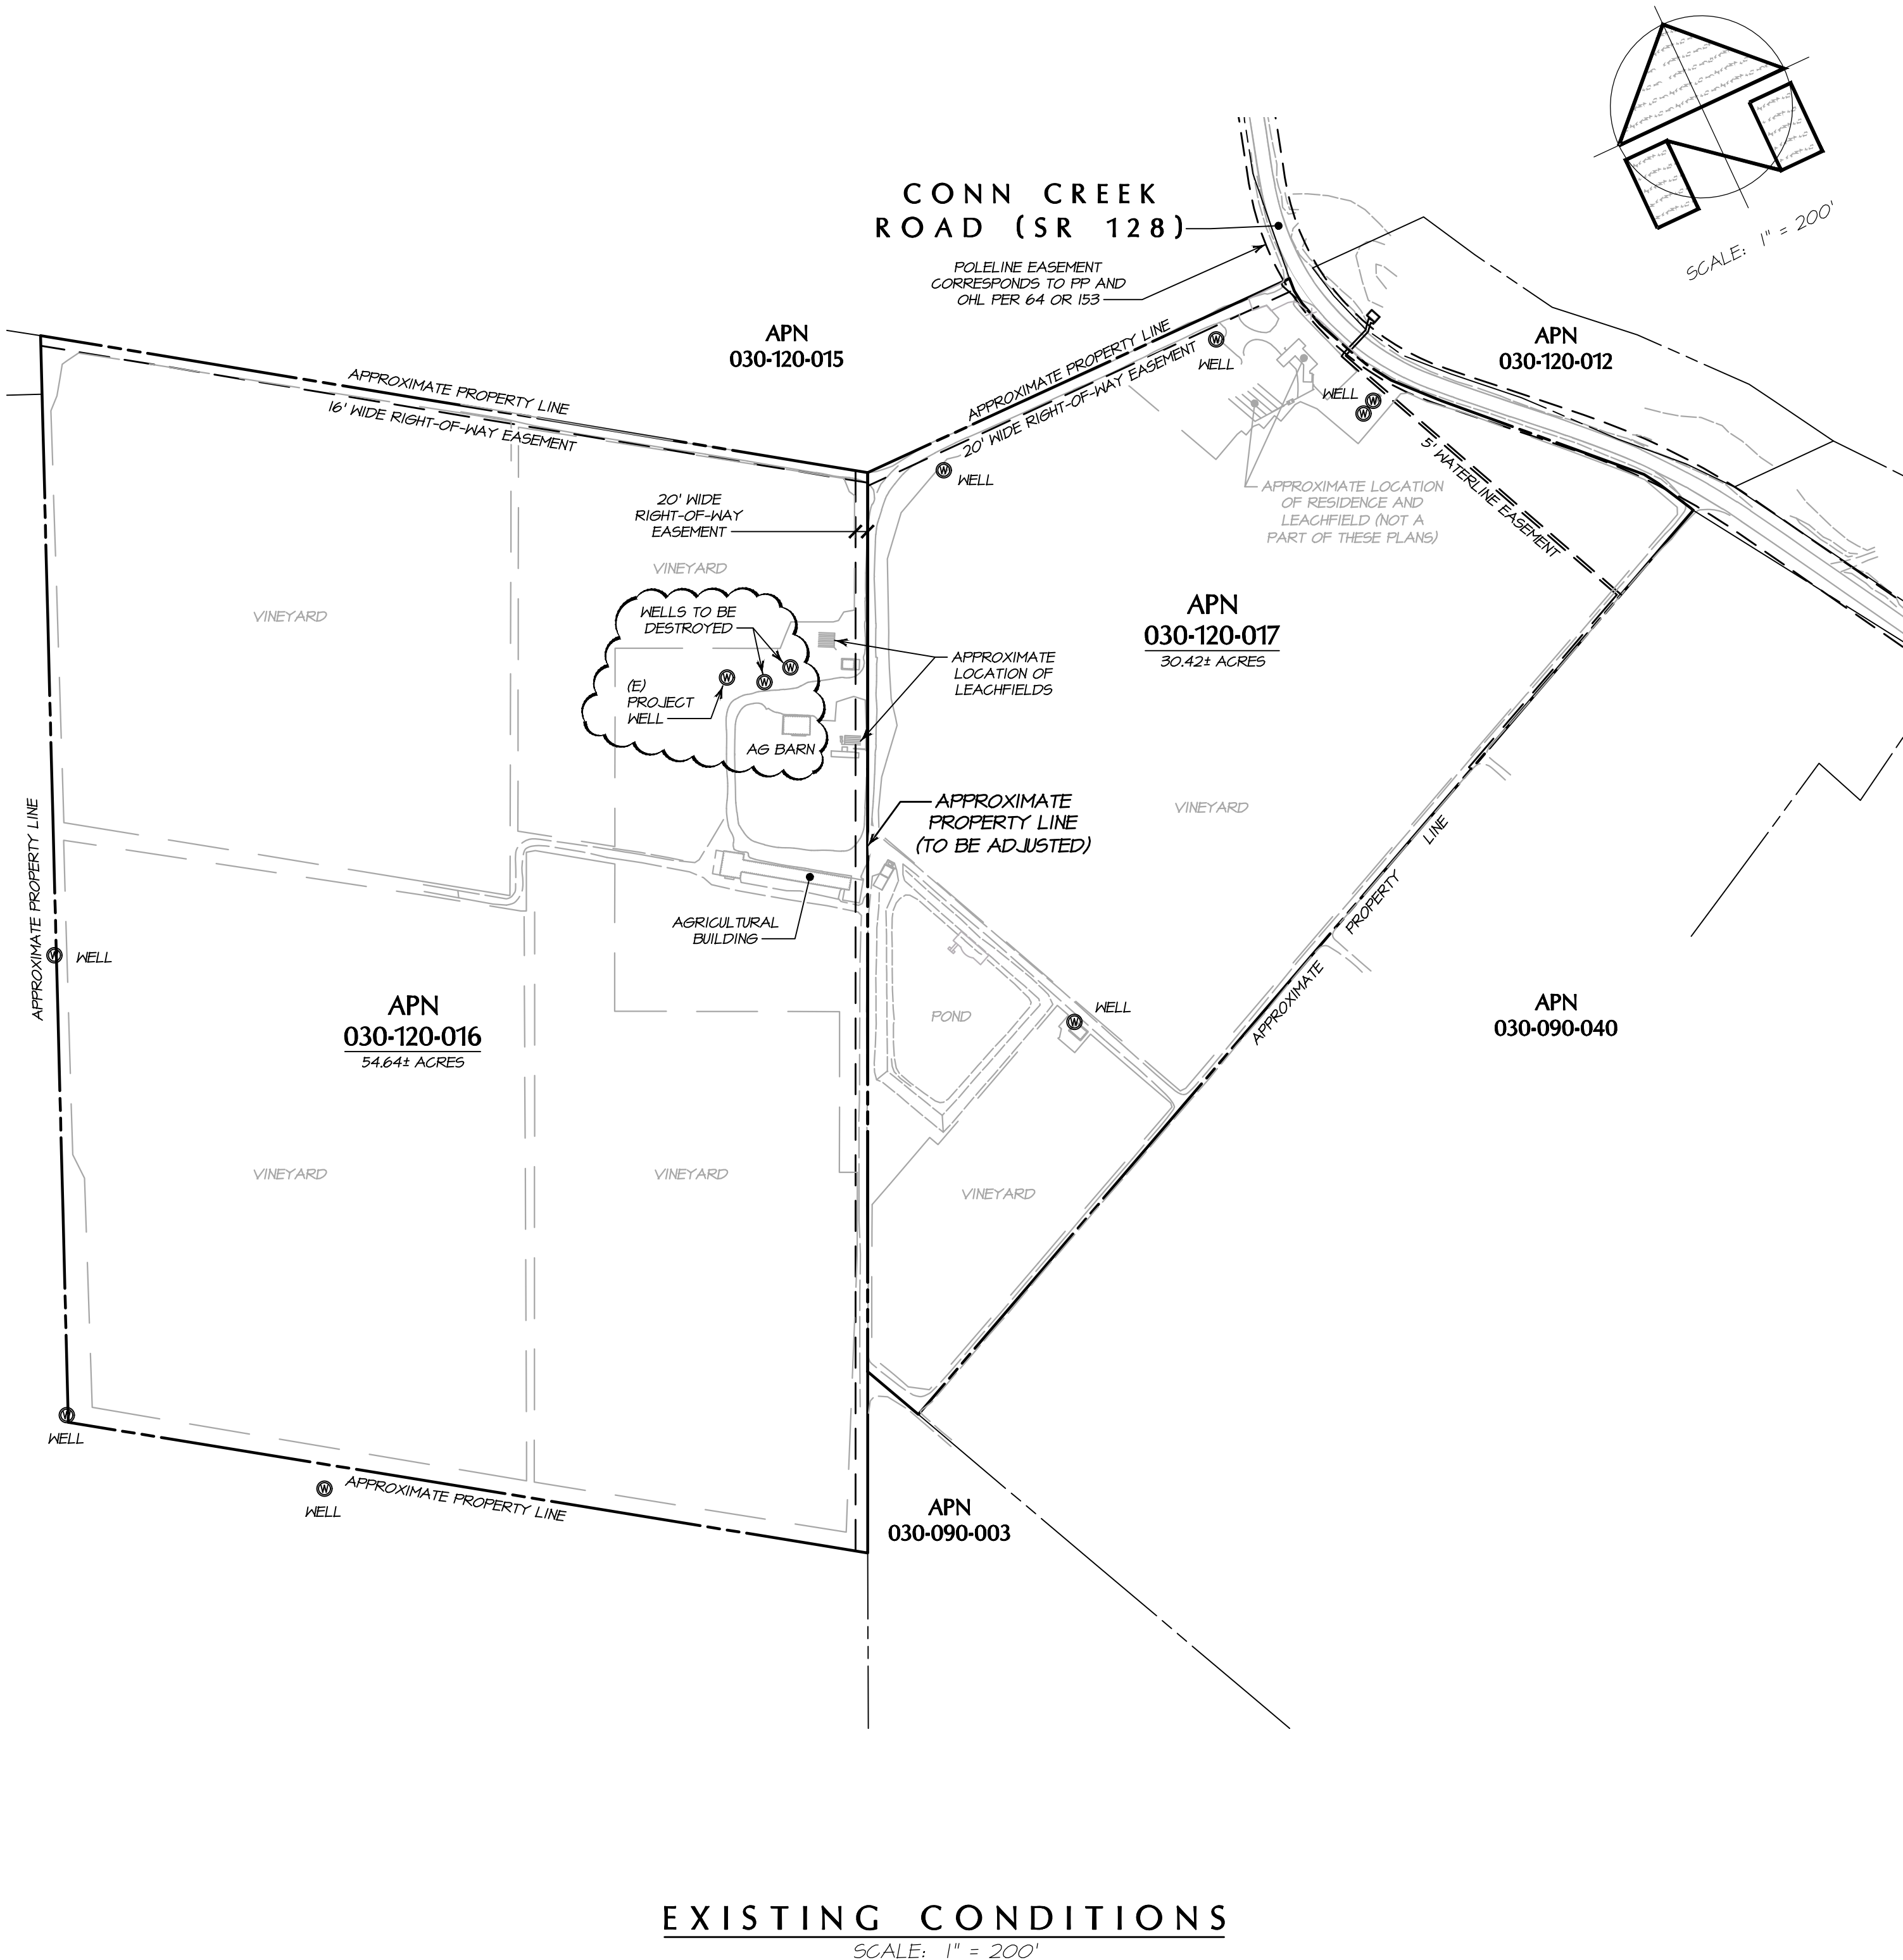 SCALE: 1" = 200'
CONN CREEK
ROAD (SR 128)
POLELINE EASEMENT
CORRESPONDS TO PP AND
OHL PER 64 OR 153
APN
030-120-015
APN
030-120-012
APPROXIMATE PROPERTY LINE
16' WIDE RIGHT-OF-WAY EASEMENT
APPROXIMATE PROPERTY LINE
20' WIDE RIGHT-OF-WAY EASEMENT
WELL
WELL
WELL
5' WATERLINE EASEMENT
APPROXIMATE LOCATION
OF RESIDENCE AND
LEACHFIELD (NOT A
PART OF THESE PLANS)
20' WIDE
RIGHT-OF-WAY
EASEMENT
VINEYARD
VINEYARD
WELLS TO BE
DESTROYED
(E)
PROJECT
WELL
AG BARN
APPROXIMATE
LOCATION OF
LEACHFIELDS
APN
030-120-017
30.42± ACRES
APPROXIMATE
PROPERTY LINE
(TO BE ADJUSTED)
VINEYARD
APPROXIMATE PROPERTY LINE
AGRICULTURAL
BUILDING
WELL
APPROXIMATE PROPERTY LINE
APN
030-120-016
54.64± ACRES
POND
WELL
APN
030-090-040
VINEYARD
VINEYARD
VINEYARD
WELL
WELL
APPROXIMATE PROPERTY LINE
APN
030-090-003
W
W
W
W
W
W
W
W
W
W
W
W
EXISTING CONDITIONS
SCALE: 1" = 200'